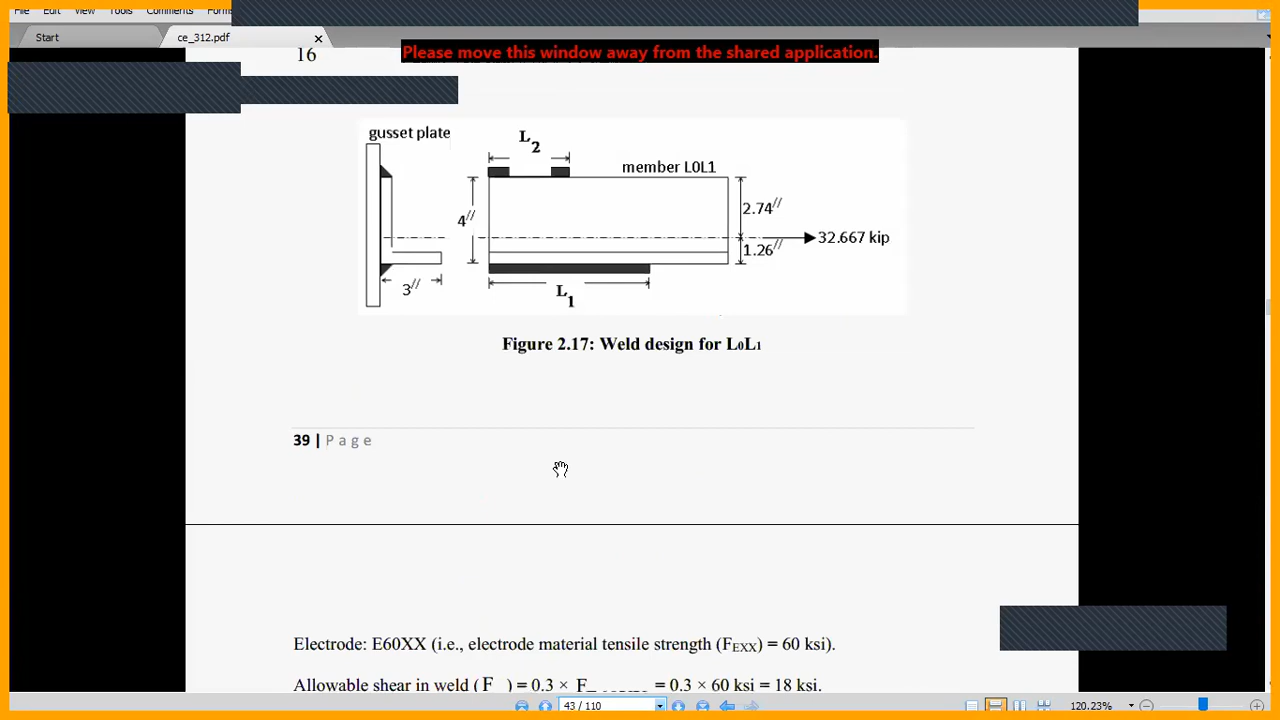 File Edit View Tools Comments Forms
Start ce_312.pdf
Please move this window away from the shared application.
16
gusset plate
L2
member L0L1
2.74//
4//
32.667 kip
1.26//
3//
L1
Figure 2.17: Weld design for L0L1
39 | Page
Electrode: E60XX (i.e., electrode material tensile strength (FEXX) = 60 ksi).
Allowable shear in weld ( F ) = 0.3 × F = 0.3 × 60 ksi = 18 ksi.
43 / 110
120.23%